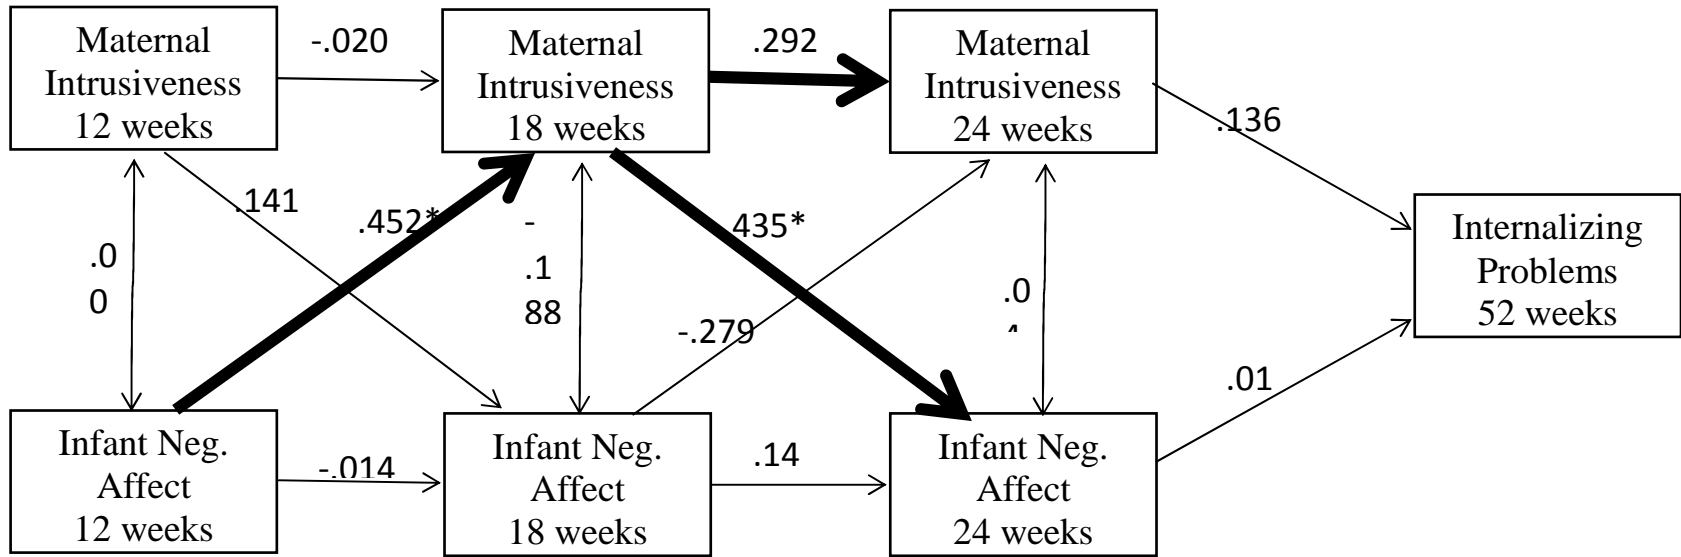 Maternal
Intrusiveness
12 weeks
-.020
Maternal
Intrusiveness
18 weeks
.292
Maternal
Intrusiveness
24 weeks
.136
.141
.452*
435*
-.279
.0
0
-
.1
88
.0
Internalizing
Problems
52 weeks
Infant Neg.
Affect
12 weeks
-.014
Infant Neg.
Affect
18 weeks
.14
Infant Neg.
Affect
24 weeks
.01